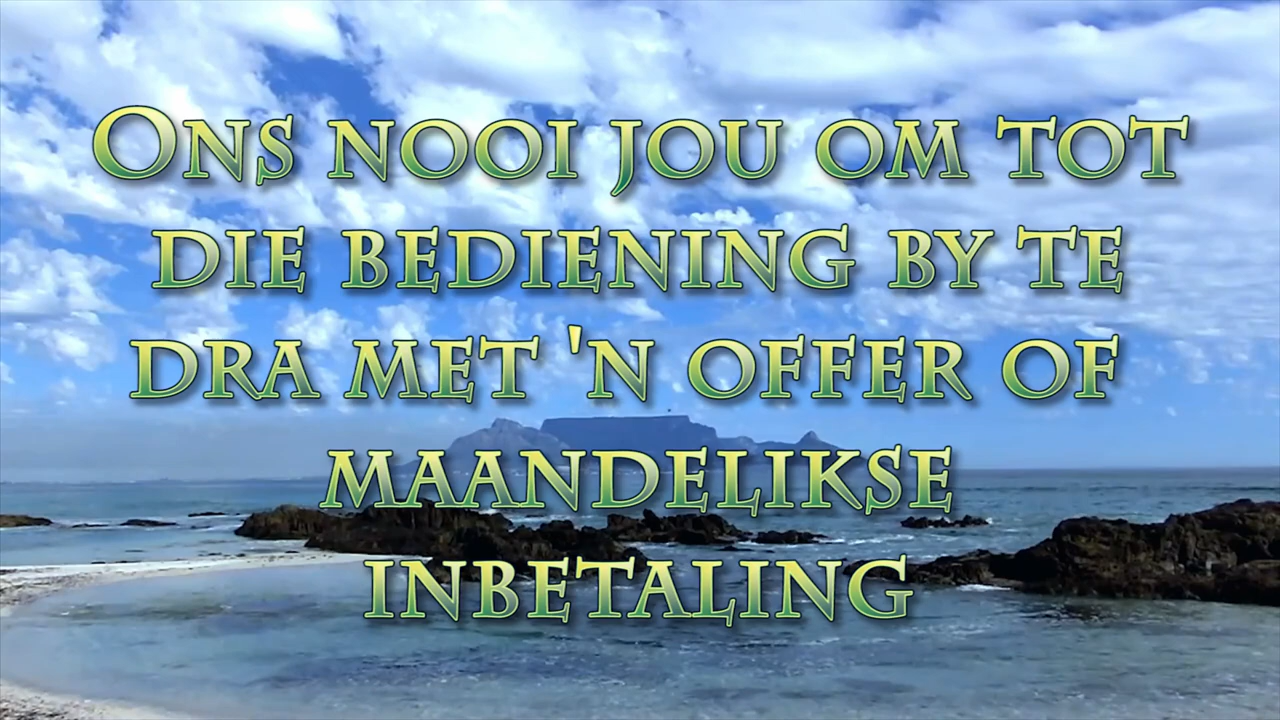 Ons nooi jou om tot
die bediening by te
dra met 'n offer of
maandelikse
inbetaling